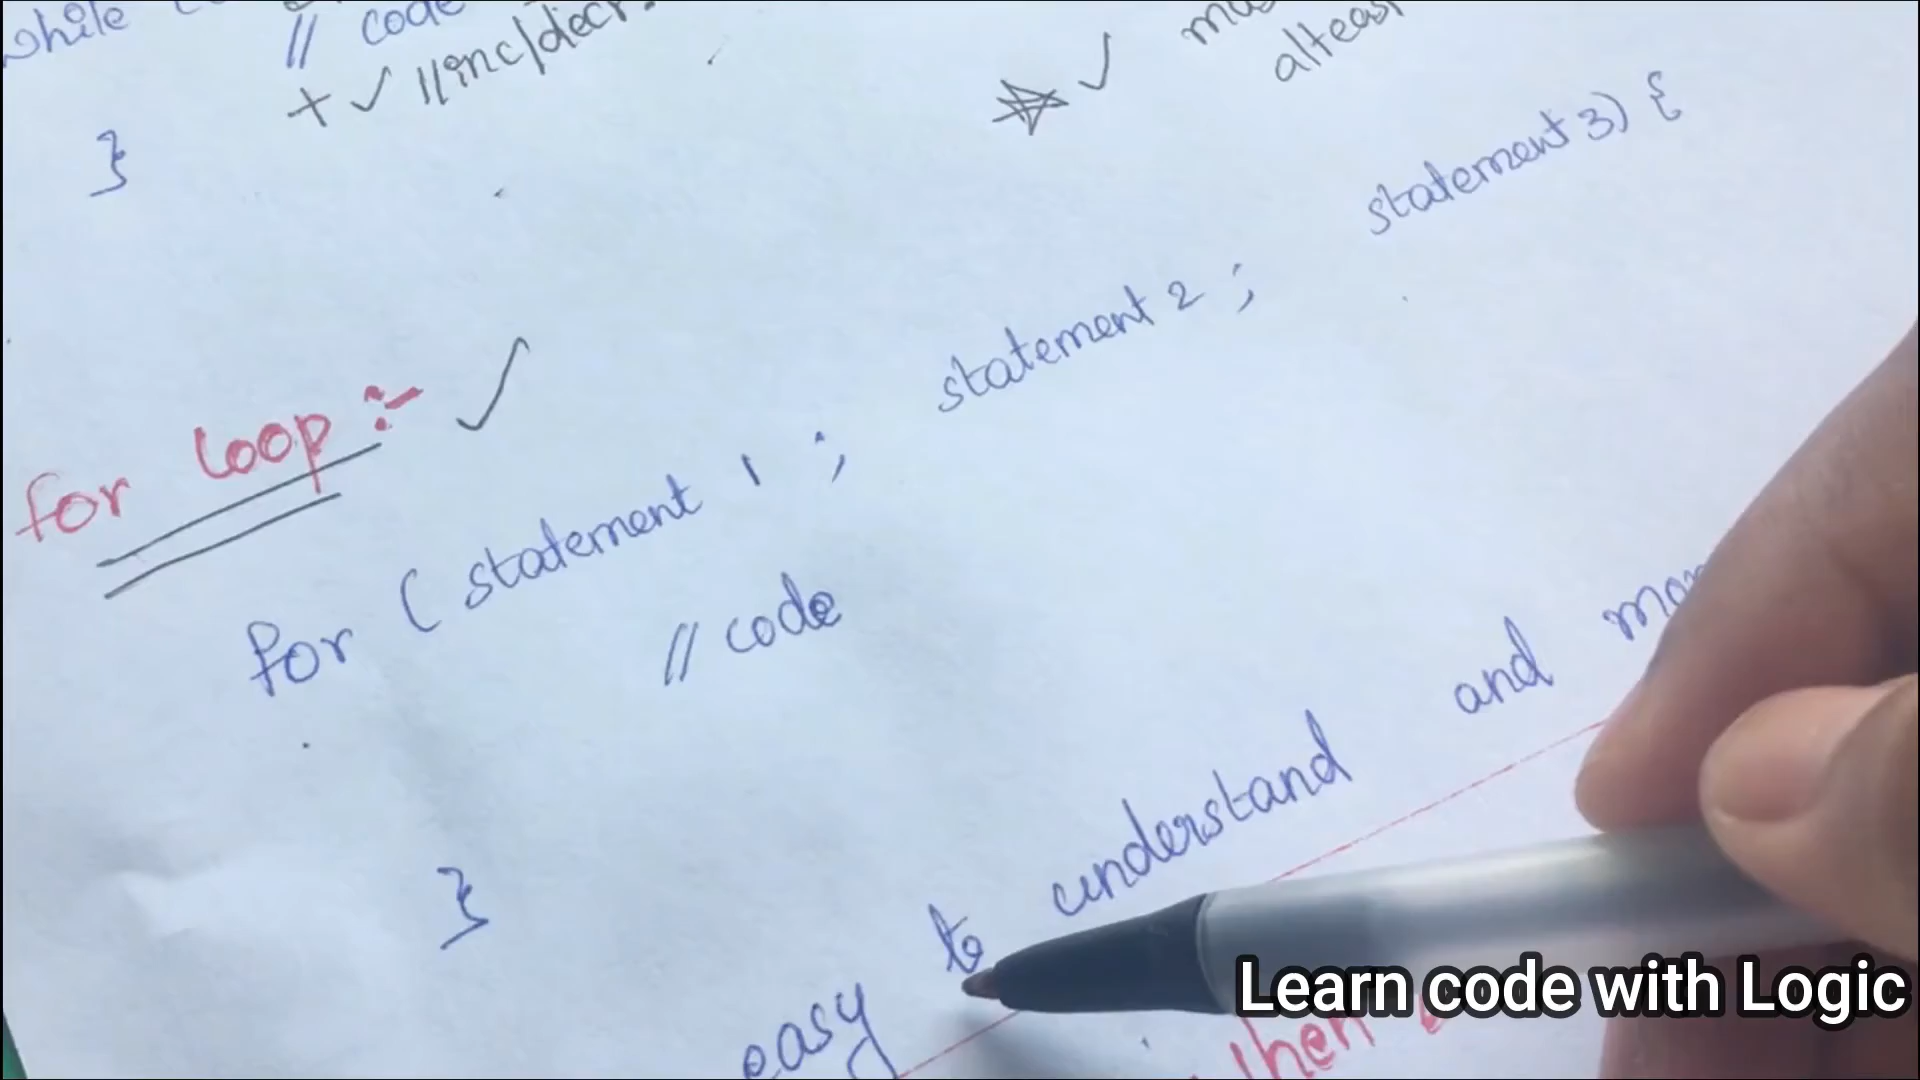 while
// code
+ ✓ //inc/decr.
}
✓
for loop :- ✓
for ( statement 1 ; statement 2 ; statement 3) {
// code
}
easy to understand and
Learn code with Logic